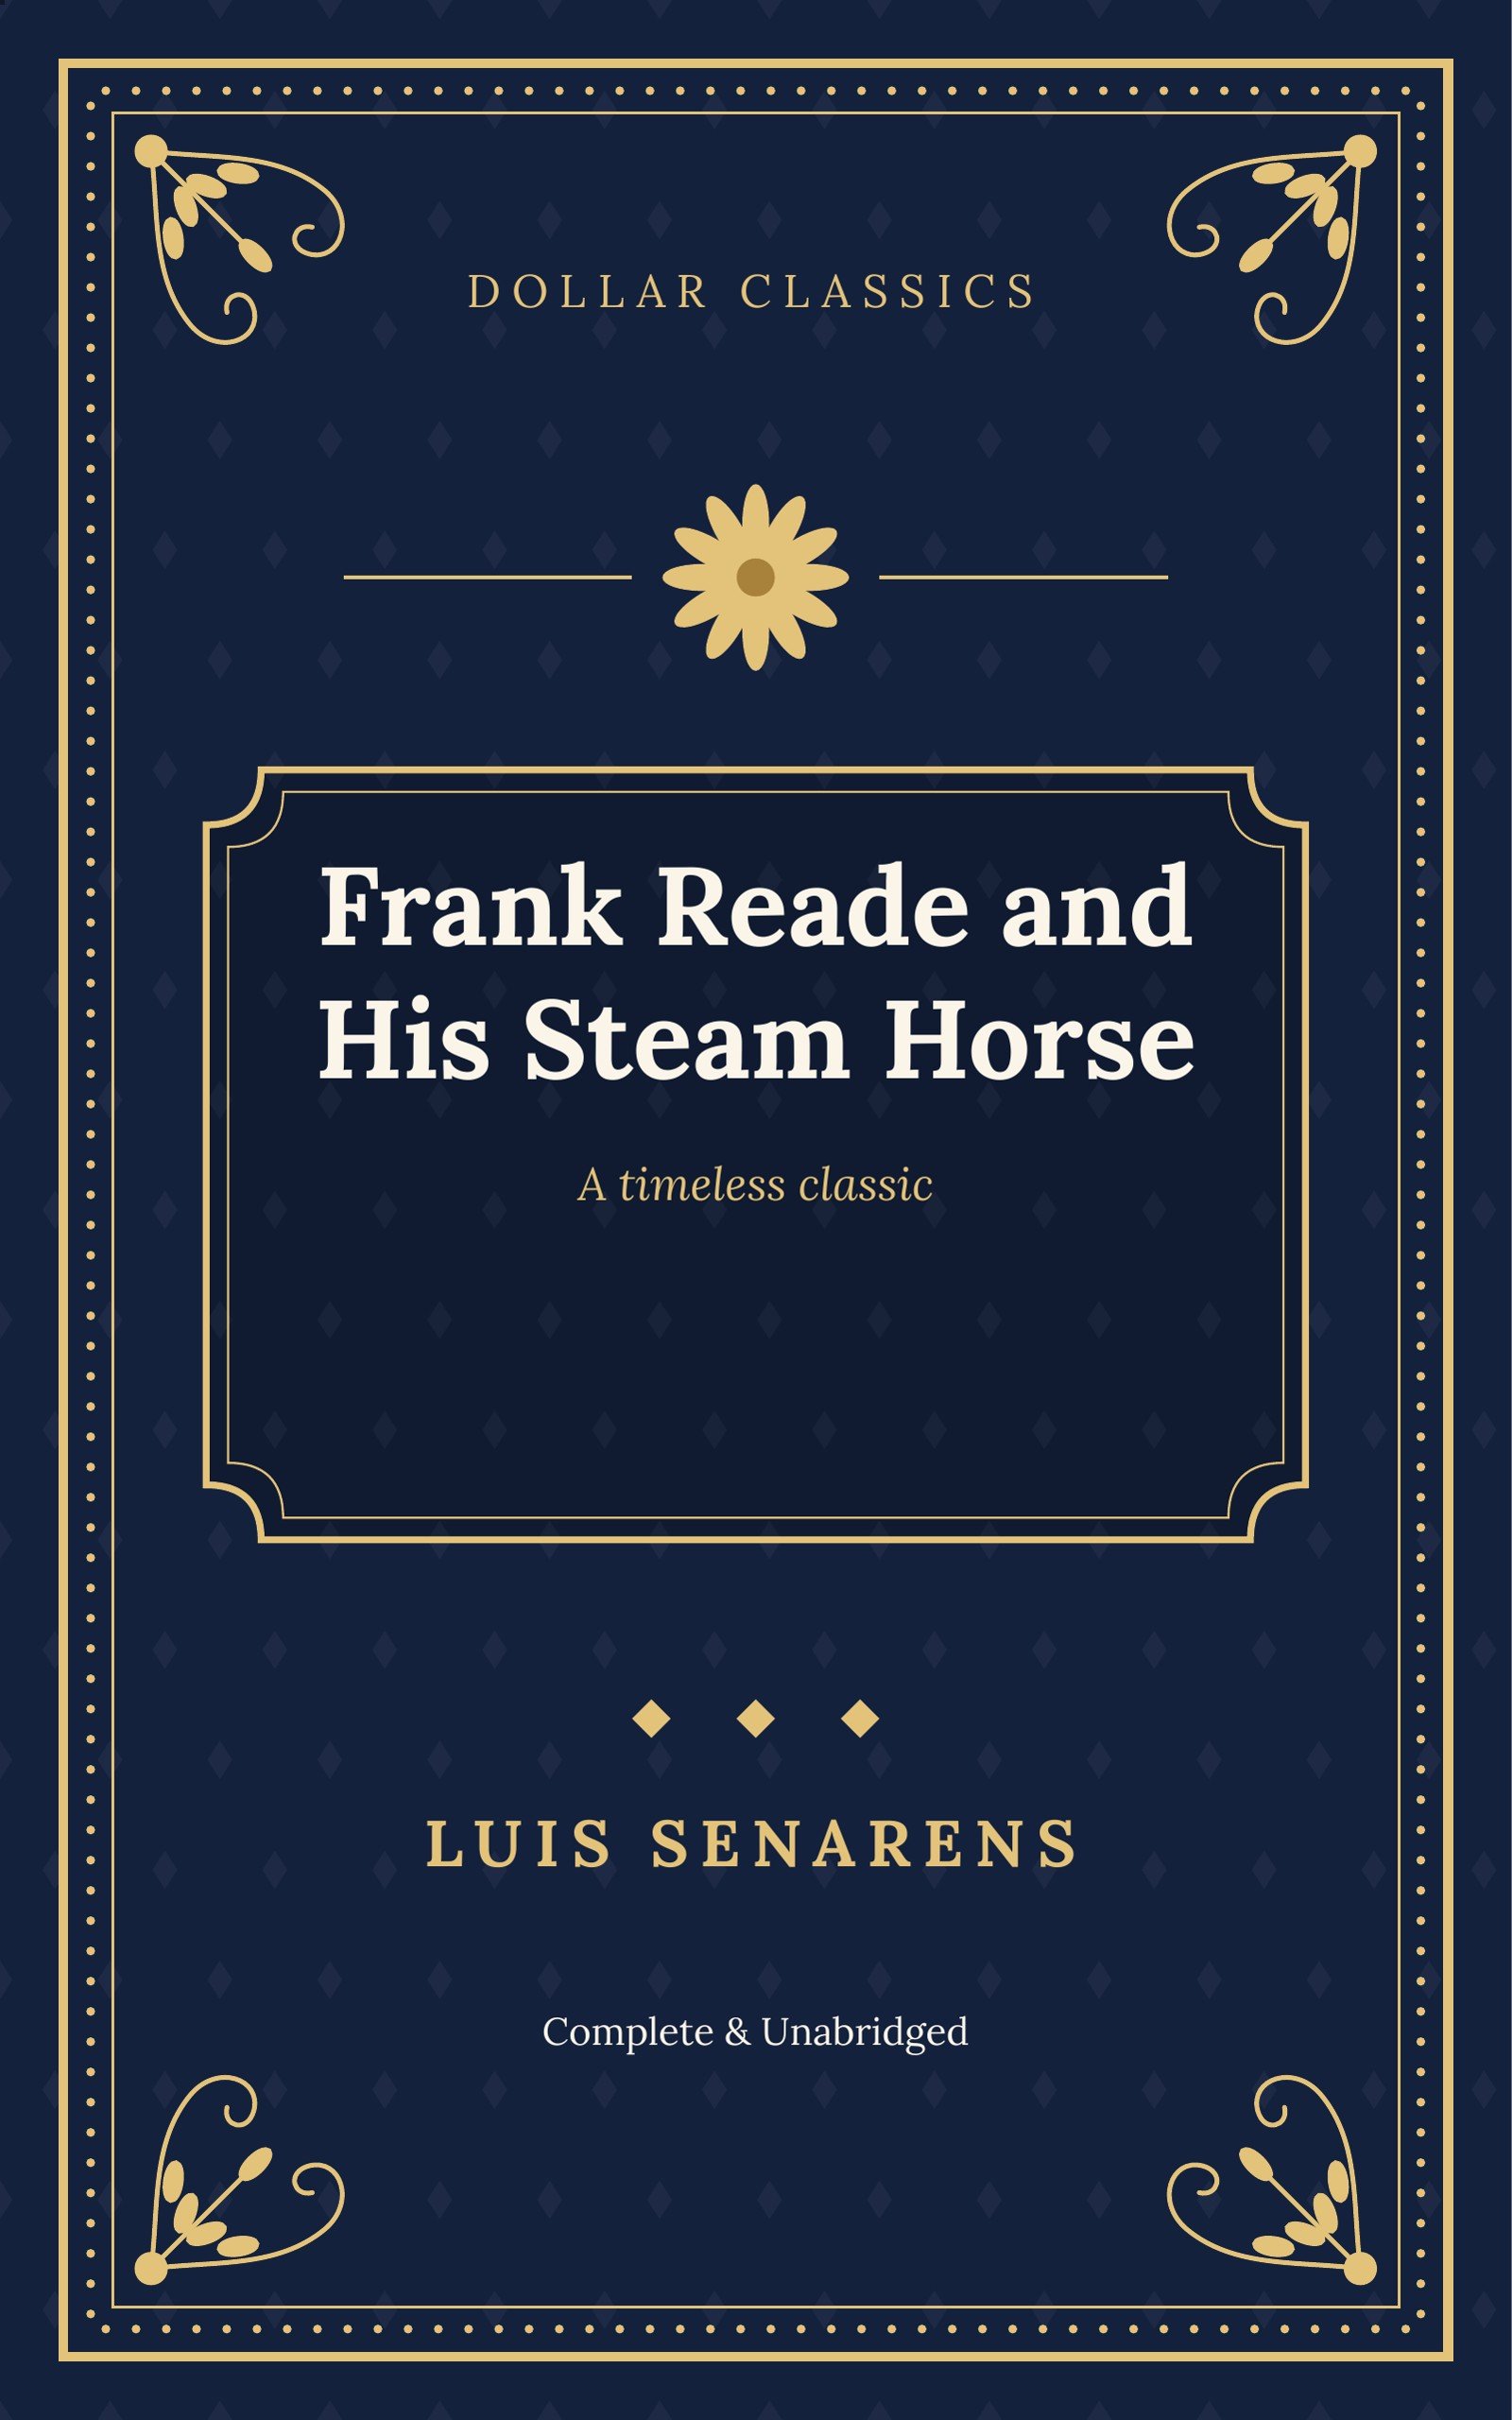 DOLLAR CLASSICS
Frank Reade and
His Steam Horse
A timeless classic
LUIS SENARENS
Complete & Unabridged